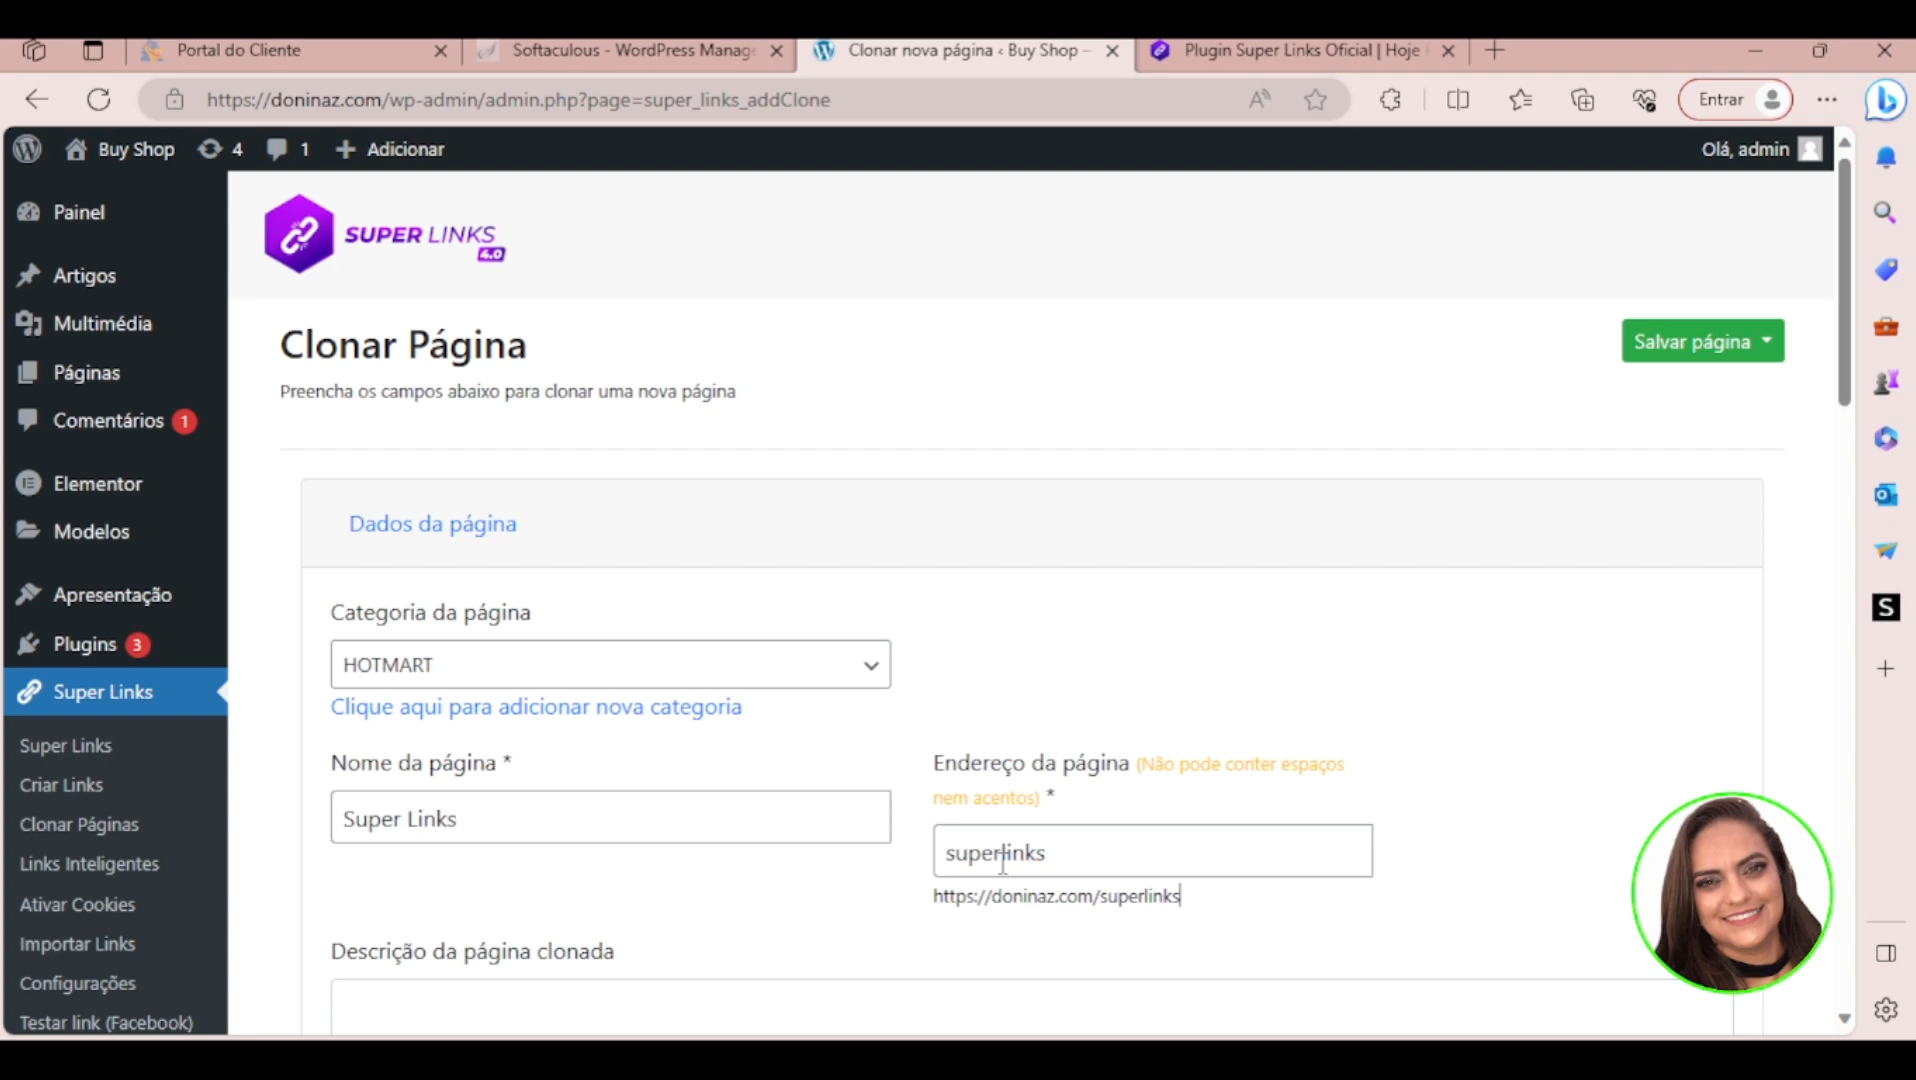 Portal do Cliente
Softaculous - WordPress Manage
Clonar nova página ‹ Buy Shop –
Plugin Super Links Oficial | Hoje
https://doninaz.com/wp-admin/admin.php?page=super_links_addClone
Entrar
Buy Shop
4
1
Adicionar
Olá, admin
Painel
Artigos
Multimédia
Páginas
Comentários 1
Elementor
Modelos
Apresentação
Plugins 3
Super Links
Super Links
Criar Links
Clonar Páginas
Links Inteligentes
Ativar Cookies
Importar Links
Configurações
Testar link (Facebook)
SUPER LINKS
4.0
Clonar Página
Salvar página
Preencha os campos abaixo para clonar uma nova página
Dados da página
Categoria da página
HOTMART
Clique aqui para adicionar nova categoria
Nome da página *
Super Links
Endereço da página (Não pode conter espaços
nem acentos) *
superlinks
https://doninaz.com/superlinks
Descrição da página clonada